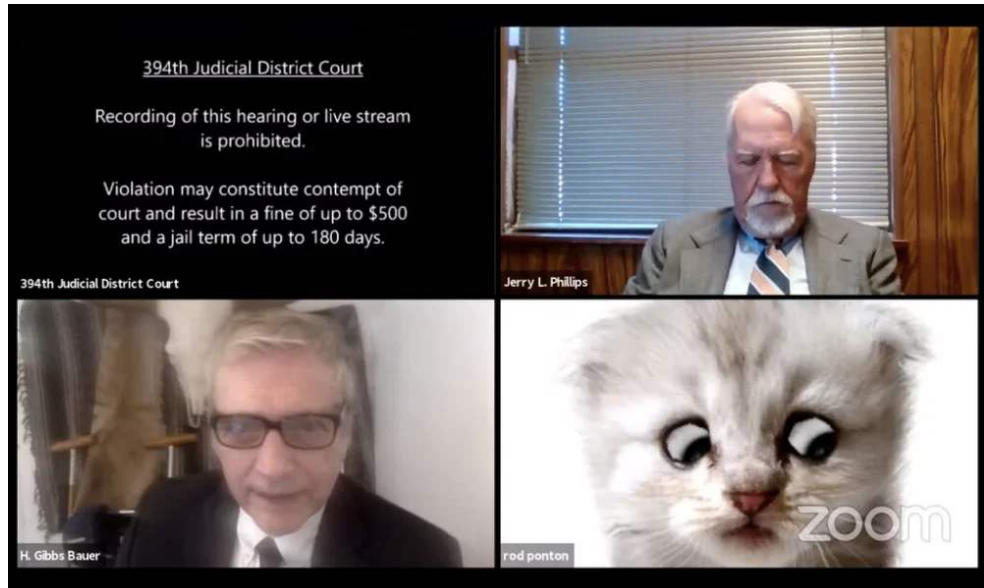 394th Judicial District Court
Recording of this hearing or live stream
is prohibited.
Violation may constitute contempt of
court and result in a fine of up to $500
and a jail term of up to 180 days.
394th Judicial District Court
Jerry L. Phillips
H. Gibbs Bauer
zoom
rod ponton